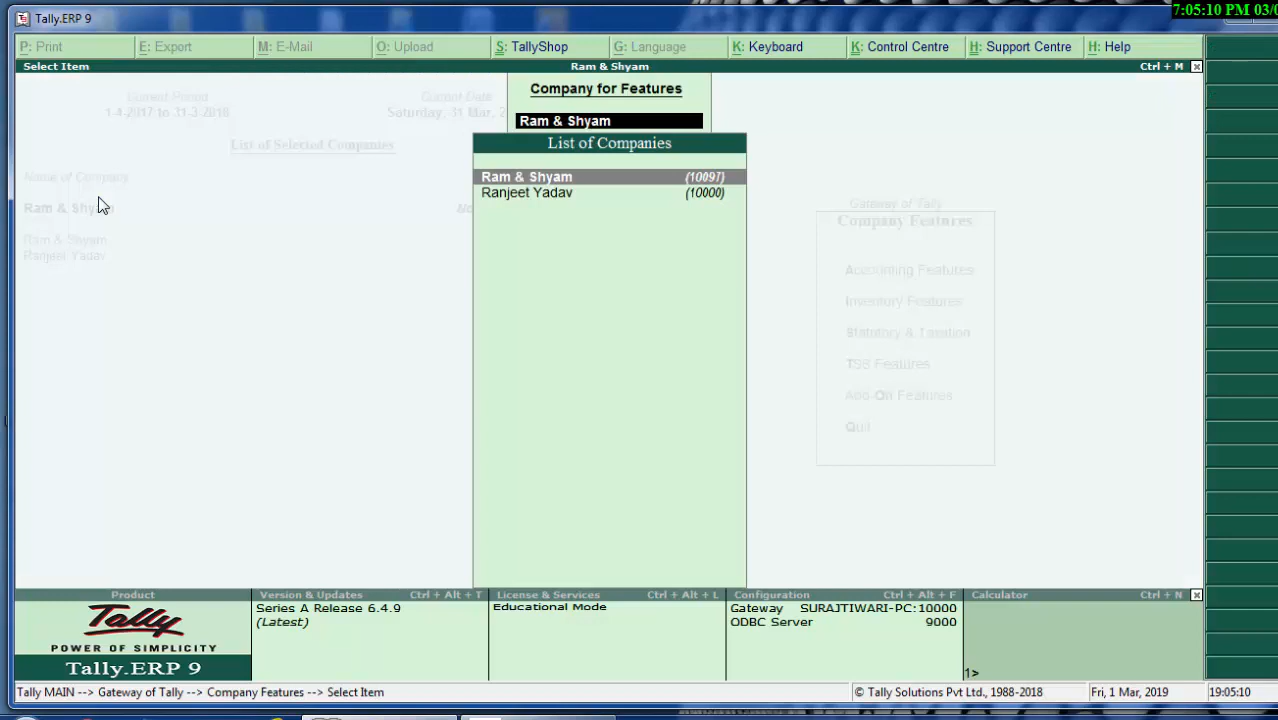 7:05:10 PM 03/0
Tally.ERP 9
P: Print
E: Export
M: E-Mail
O: Upload
S: TallyShop
G: Language
K: Keyboard
K: Control Centre
H: Support Centre
H: Help
Select Item
Ram & Shyam
Ctrl + M
Current Period
1-4-2017 to 31-3-2018
Current Date
Saturday, 31 Mar, 2
List of Selected Companies
Name of Company
Ram & Shyam
No
Ram & Shyam
Ranjeet Yadav
Company for Features
Ram & Shyam
List of Companies
Ram & Shyam (10097)
Ranjeet Yadav (10000)
Gateway of Tally
Company Features
Accounting Features
Inventory Features
Statutory & Taxation
TSS Features
Add-On Features
Quit
Product
Tally
POWER OF SIMPLICITY
Tally.ERP 9
Version & Updates Ctrl + Alt + T
Series A Release 6.4.9
(Latest)
License & Services Ctrl + Alt + L
Educational Mode
Configuration Ctrl + Alt + F
Gateway SURAJTIWARI-PC:10000
ODBC Server 9000
Calculator Ctrl + N
1>
Tally MAIN --> Gateway of Tally --> Company Features --> Select Item
© Tally Solutions Pvt Ltd., 1988-2018
Fri, 1 Mar, 2019
19:05:10